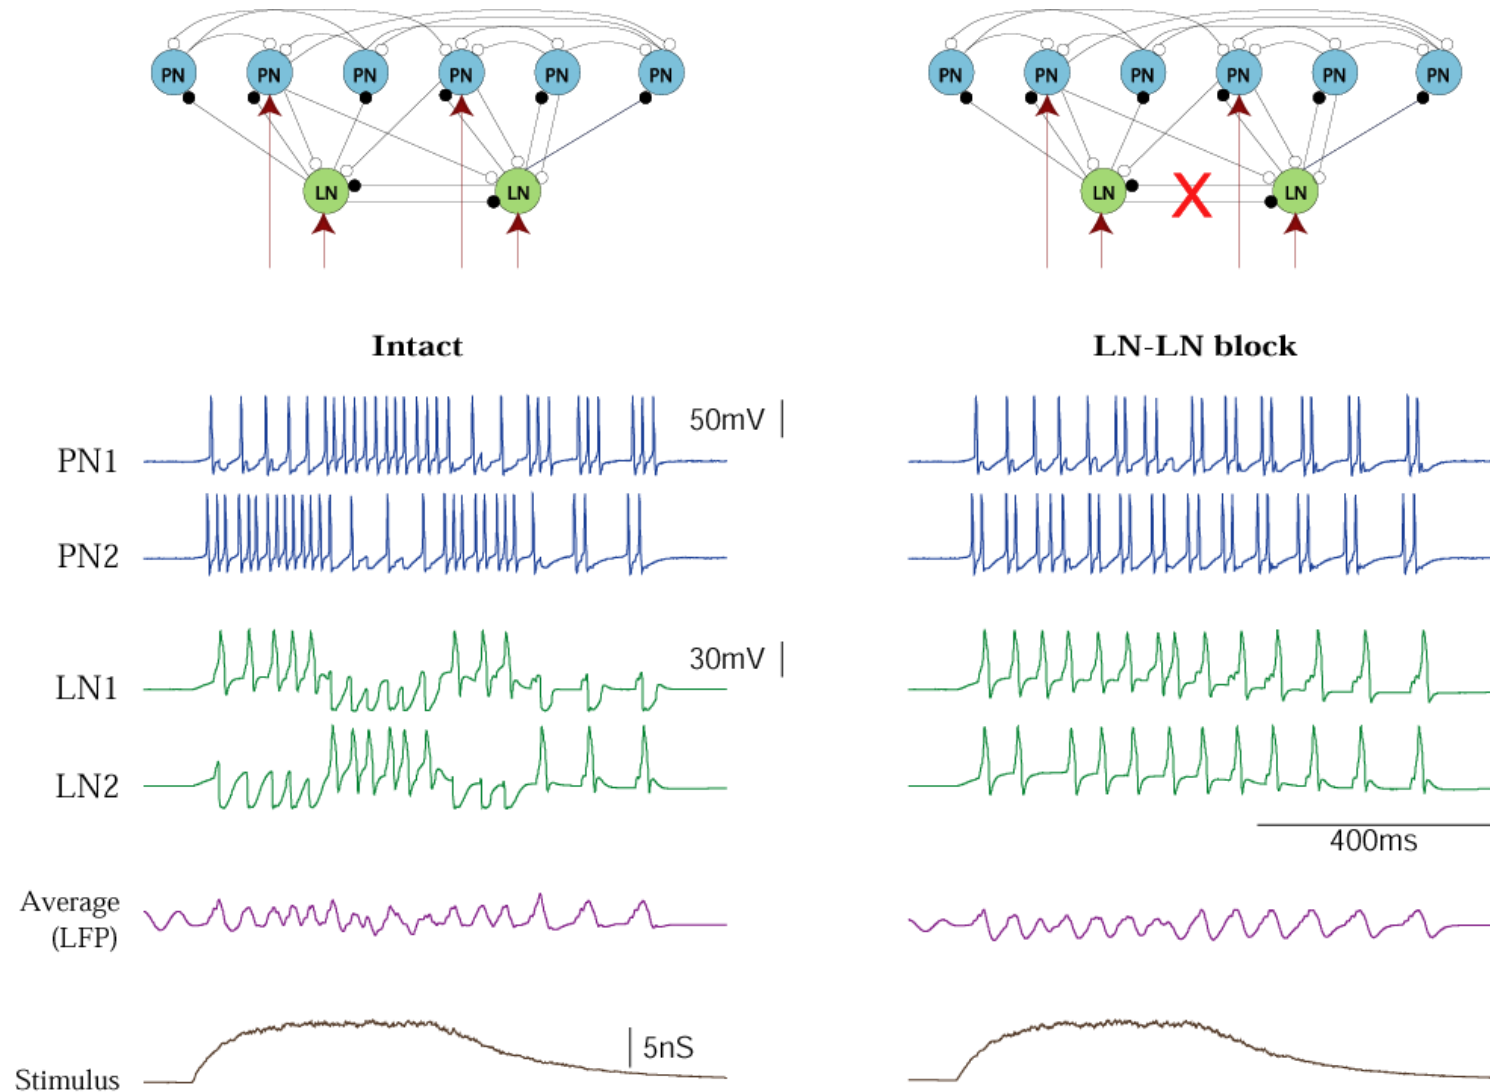 PN PN PN PN PN PN
LN LN
PN PN PN PN PN PN
LN X LN
Intact
LN-LN block
PN1
50mV
PN2
LN1
30mV
LN2
400ms
Average
(LFP)
Stimulus
5nS